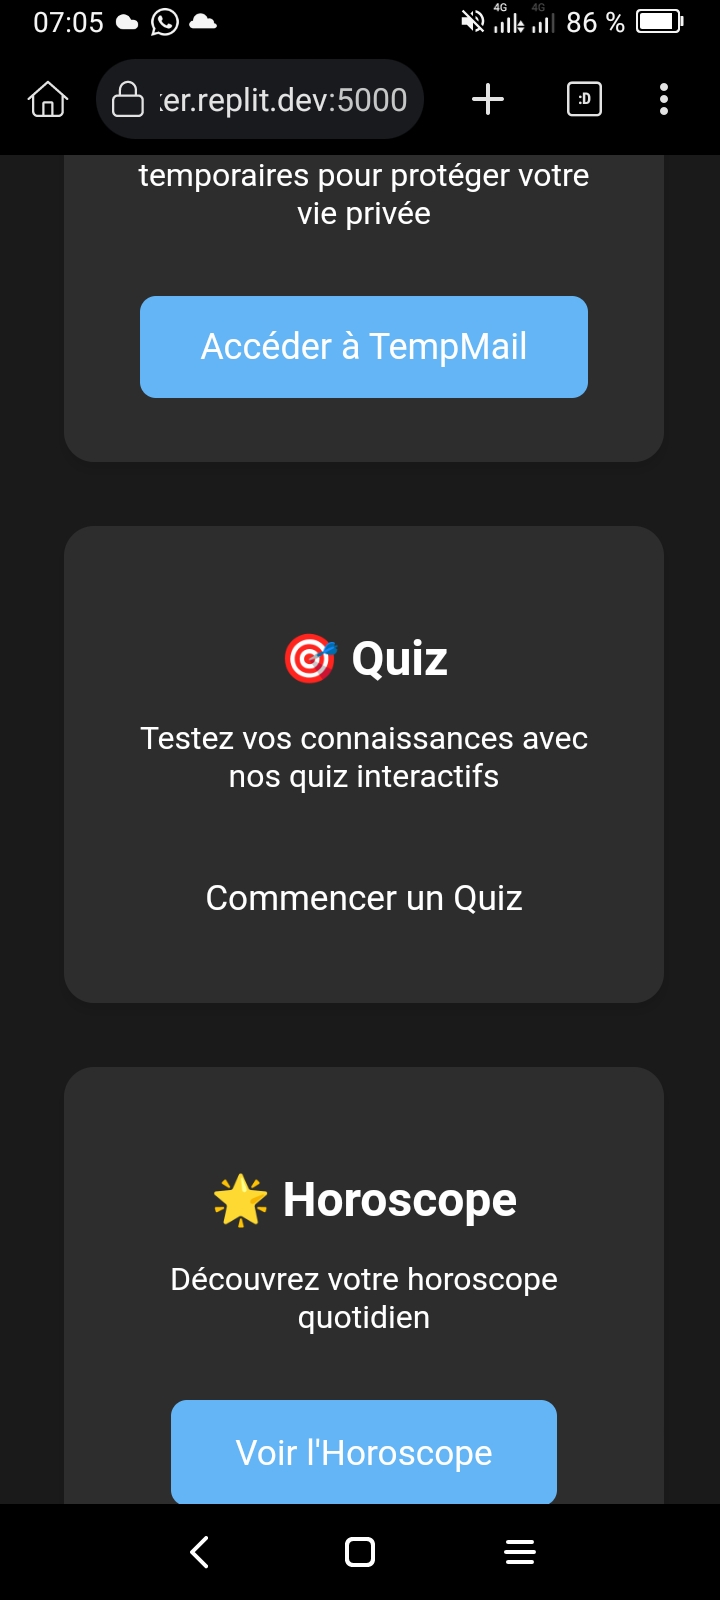 07:05
4G 4G 86 %
ker.replit.dev:5000
:D
temporaires pour protéger votre
vie privée
Accéder à TempMail
🎯 Quiz
Testez vos connaissances avec
nos quiz interactifs
Commencer un Quiz
🌟 Horoscope
Découvrez votre horoscope
quotidien
Voir l'Horoscope